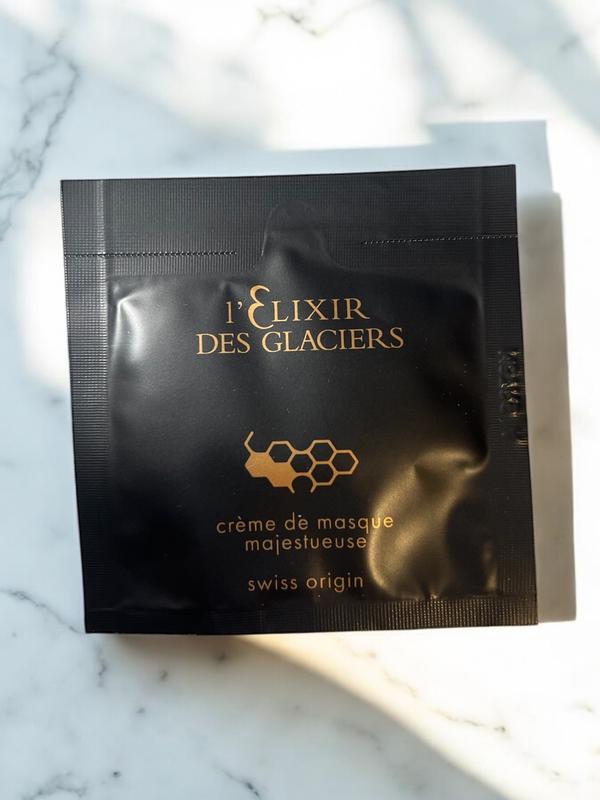 l'Elixir
des Glaciers
crème de masque
majestueuse
swiss origin